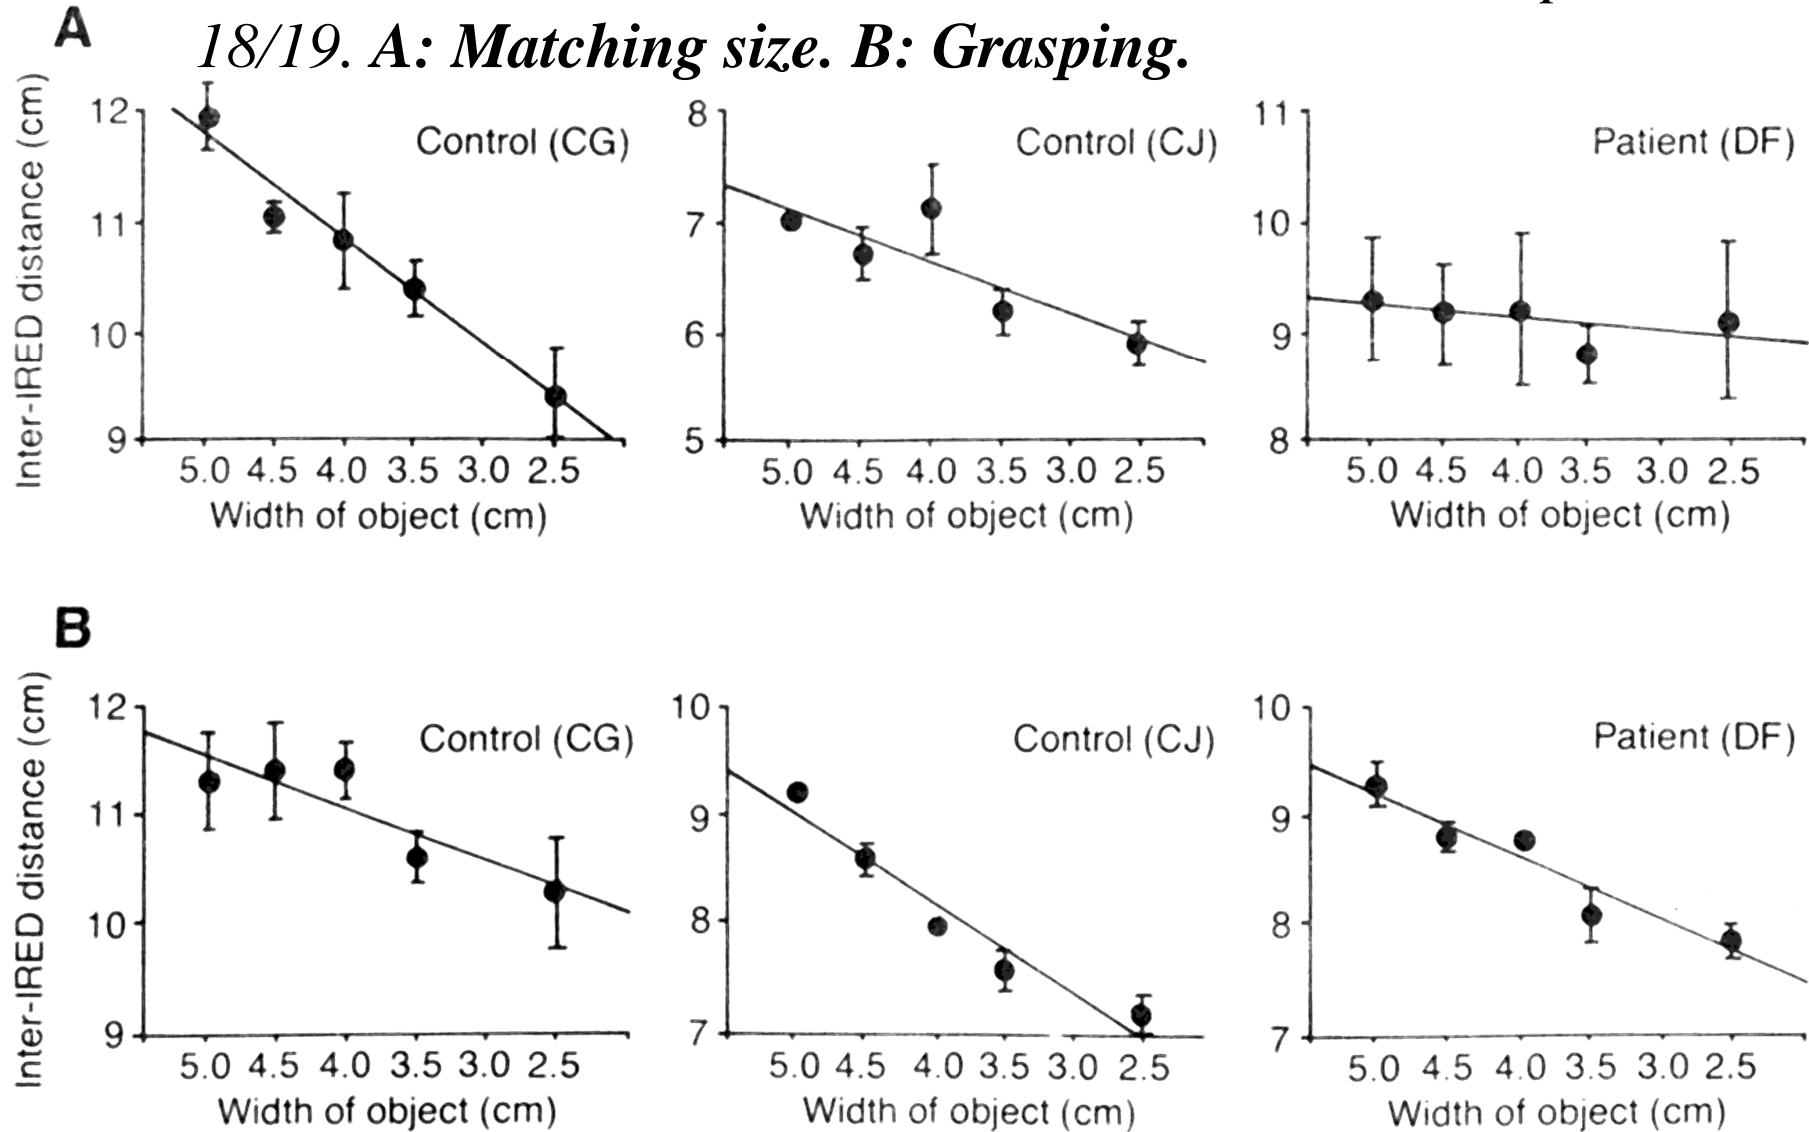 A
18/19. A: Matching size. B: Grasping.
Inter-IRED distance (cm)
12
11
10
9
Control (CG)
5.0 4.5 4.0 3.5 3.0 2.5
Width of object (cm)
8
7
6
5
Control (CJ)
5.0 4.5 4.0 3.5 3.0 2.5
Width of object (cm)
11
10
9
8
Patient (DF)
5.0 4.5 4.0 3.5 3.0 2.5
Width of object (cm)
B
Inter-IRED distance (cm)
12
11
10
9
Control (CG)
5.0 4.5 4.0 3.5 3.0 2.5
Width of object (cm)
10
9
8
7
Control (CJ)
5.0 4.5 4.0 3.5 3.0 2.5
Width of object (cm)
10
9
8
7
Patient (DF)
5.0 4.5 4.0 3.5 3.0 2.5
Width of object (cm)